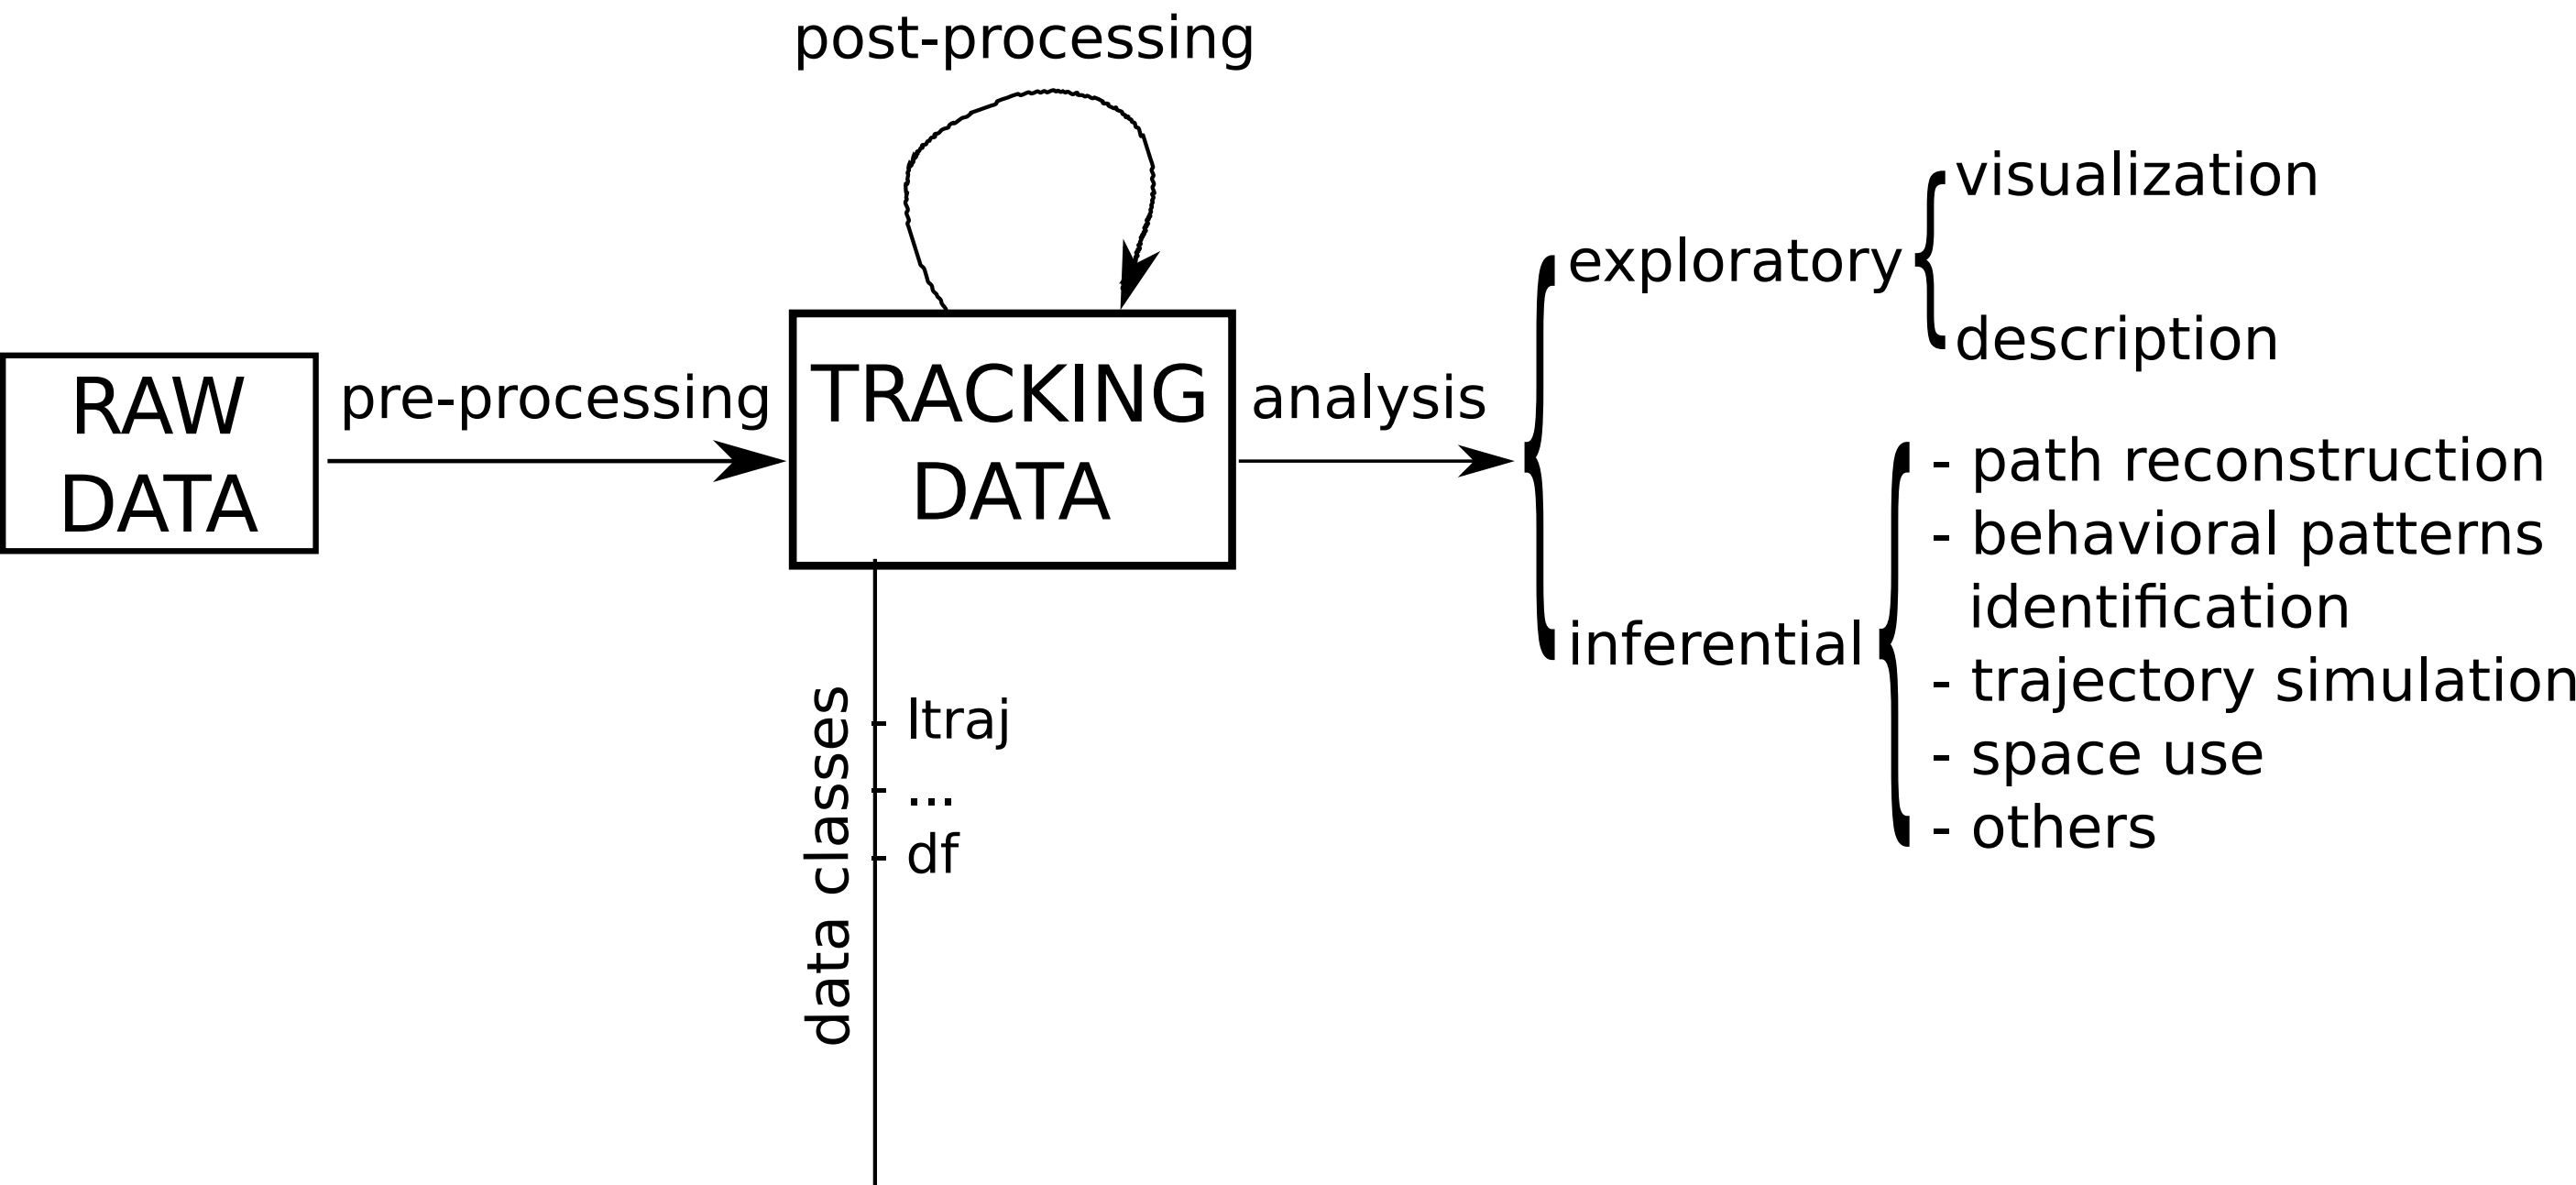 post-processing
RAW
DATA
pre-processing
TRACKING
DATA
analysis
exploratory
visualization
description
inferential
- path reconstruction
- behavioral patterns
identification
- trajectory simulation
- space use
- others
data classes
- ltraj
- ...
- df